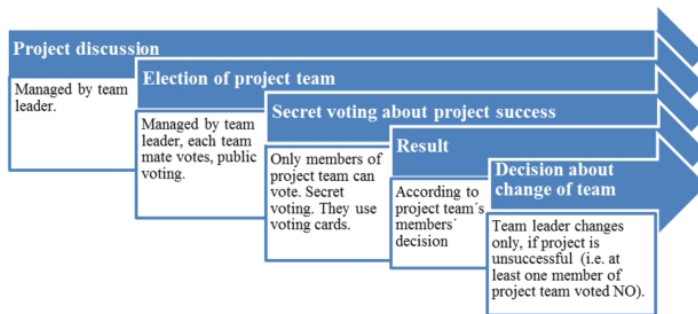 Project discussion
Managed by team
leader.
Election of project team
Managed by team
leader, each team
mate votes, public
voting.
Secret voting about project success
Only members of
project team can
vote. Secret
voting. They use
voting cards.
Result
According to
project team´s
members´
decision
Decision about
change of team
Team leader changes
only, if project is
unsuccessful (i.e. at
least one member of
project team voted NO).